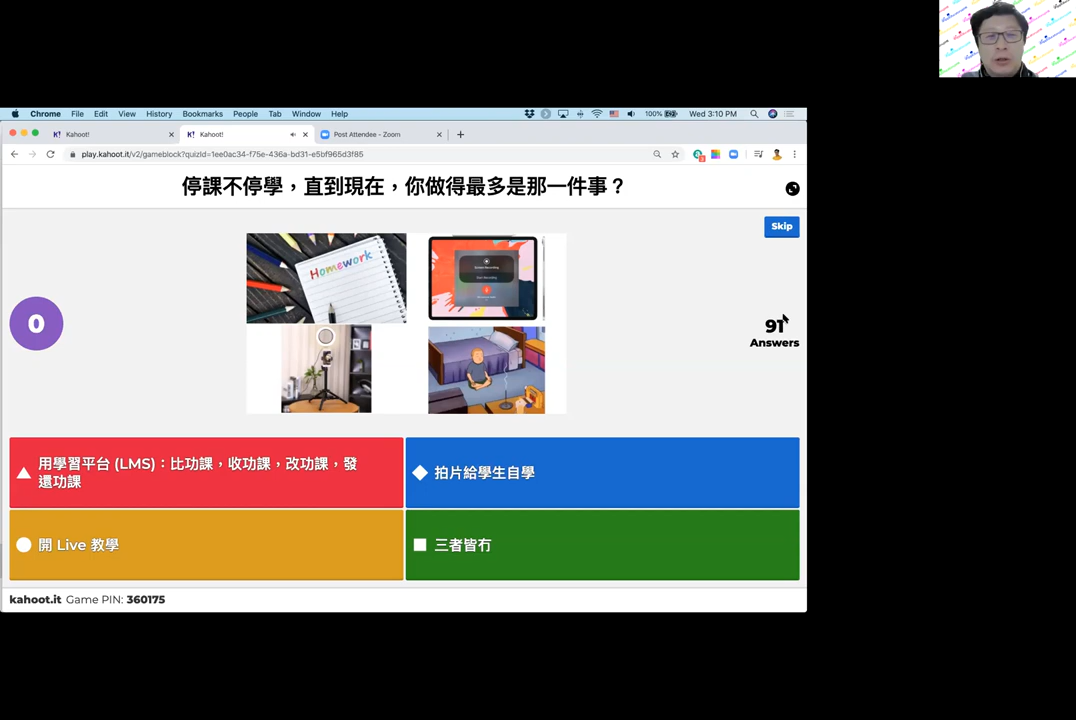 Chrome File Edit View History Bookmarks People Tab Window Help 100% Wed 3:10 PM
Kahoot! Kahoot! Post Attendee - Zoom
play.kahoot.it/v2/gameblock?quizId=1ee0ac34-f75e-436a-bd31-e5bf965d3f85
停課不停學，直到現在，你做得最多是那一件事？
Skip
Homework
0
91
Answers
用學習平台 (LMS)：比功課，收功課，改功課，發
還功課
拍片給學生自學
開 Live 教學
三者皆冇
kahoot.it Game PIN: 360175